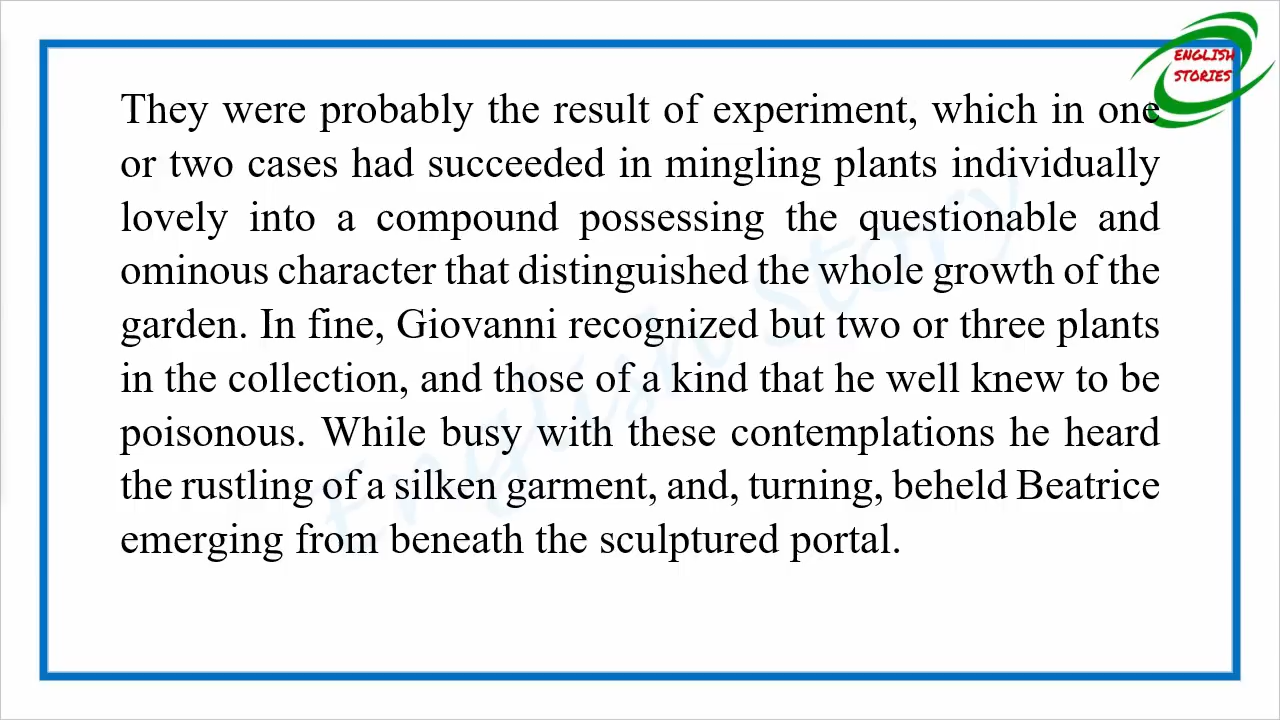 ENGLISH
STORIES
They were probably the result of experiment, which in one
or two cases had succeeded in mingling plants individually
lovely into a compound possessing the questionable and
ominous character that distinguished the whole growth of the
garden. In fine, Giovanni recognized but two or three plants
in the collection, and those of a kind that he well knew to be
poisonous. While busy with these contemplations he heard
the rustling of a silken garment, and, turning, beheld Beatrice
emerging from beneath the sculptured portal.
English Story